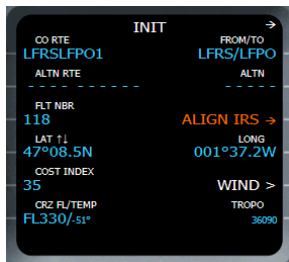 INIT →
CO RTE FROM/TO
LFRSLFPO1 LFRS/LFPO
ALTN RTE ALTN
- - - - - - - - - - - - - - -
FLT NBR
118 ALIGN IRS →
LAT ↑↓ LONG
47°08.5N 001°37.2W
COST INDEX
35 WIND >
CRZ FL/TEMP TROPO
FL330/-51° 36090